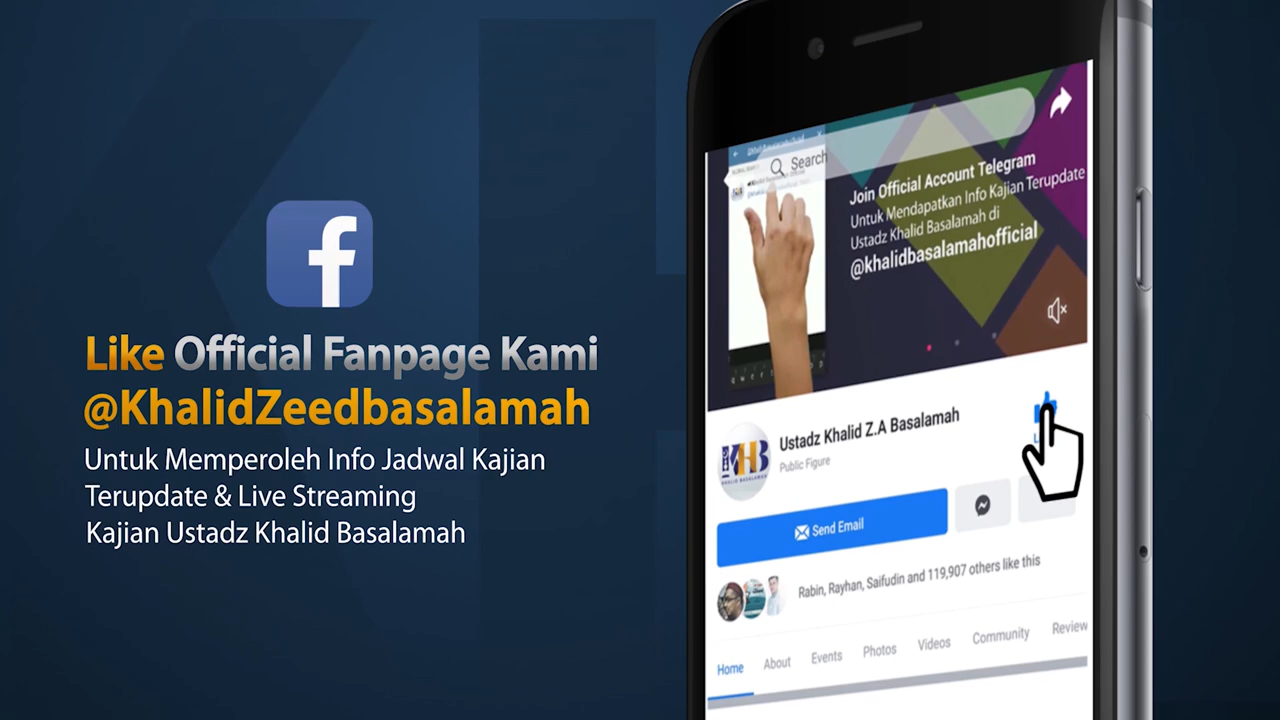 f
Like Official Fanpage Kami
@KhalidZeedbasalamah
Untuk Memperoleh Info Jadwal Kajian
Terupdate & Live Streaming
Kajian Ustadz Khalid Basalamah
Search
Join Official Account Telegram
Untuk Mendapatkan Info Kajian Terupdate
Ustadz Khalid Basalamah di
@khalidbasalamahofficial
KHB
KHALID BASALAMAH
Ustadz Khalid Z.A Basalamah
Public Figure
Send Email
Rabin, Rayhan, Saifudin and 119,907 others like this
Home About Events Photos Videos Community Review